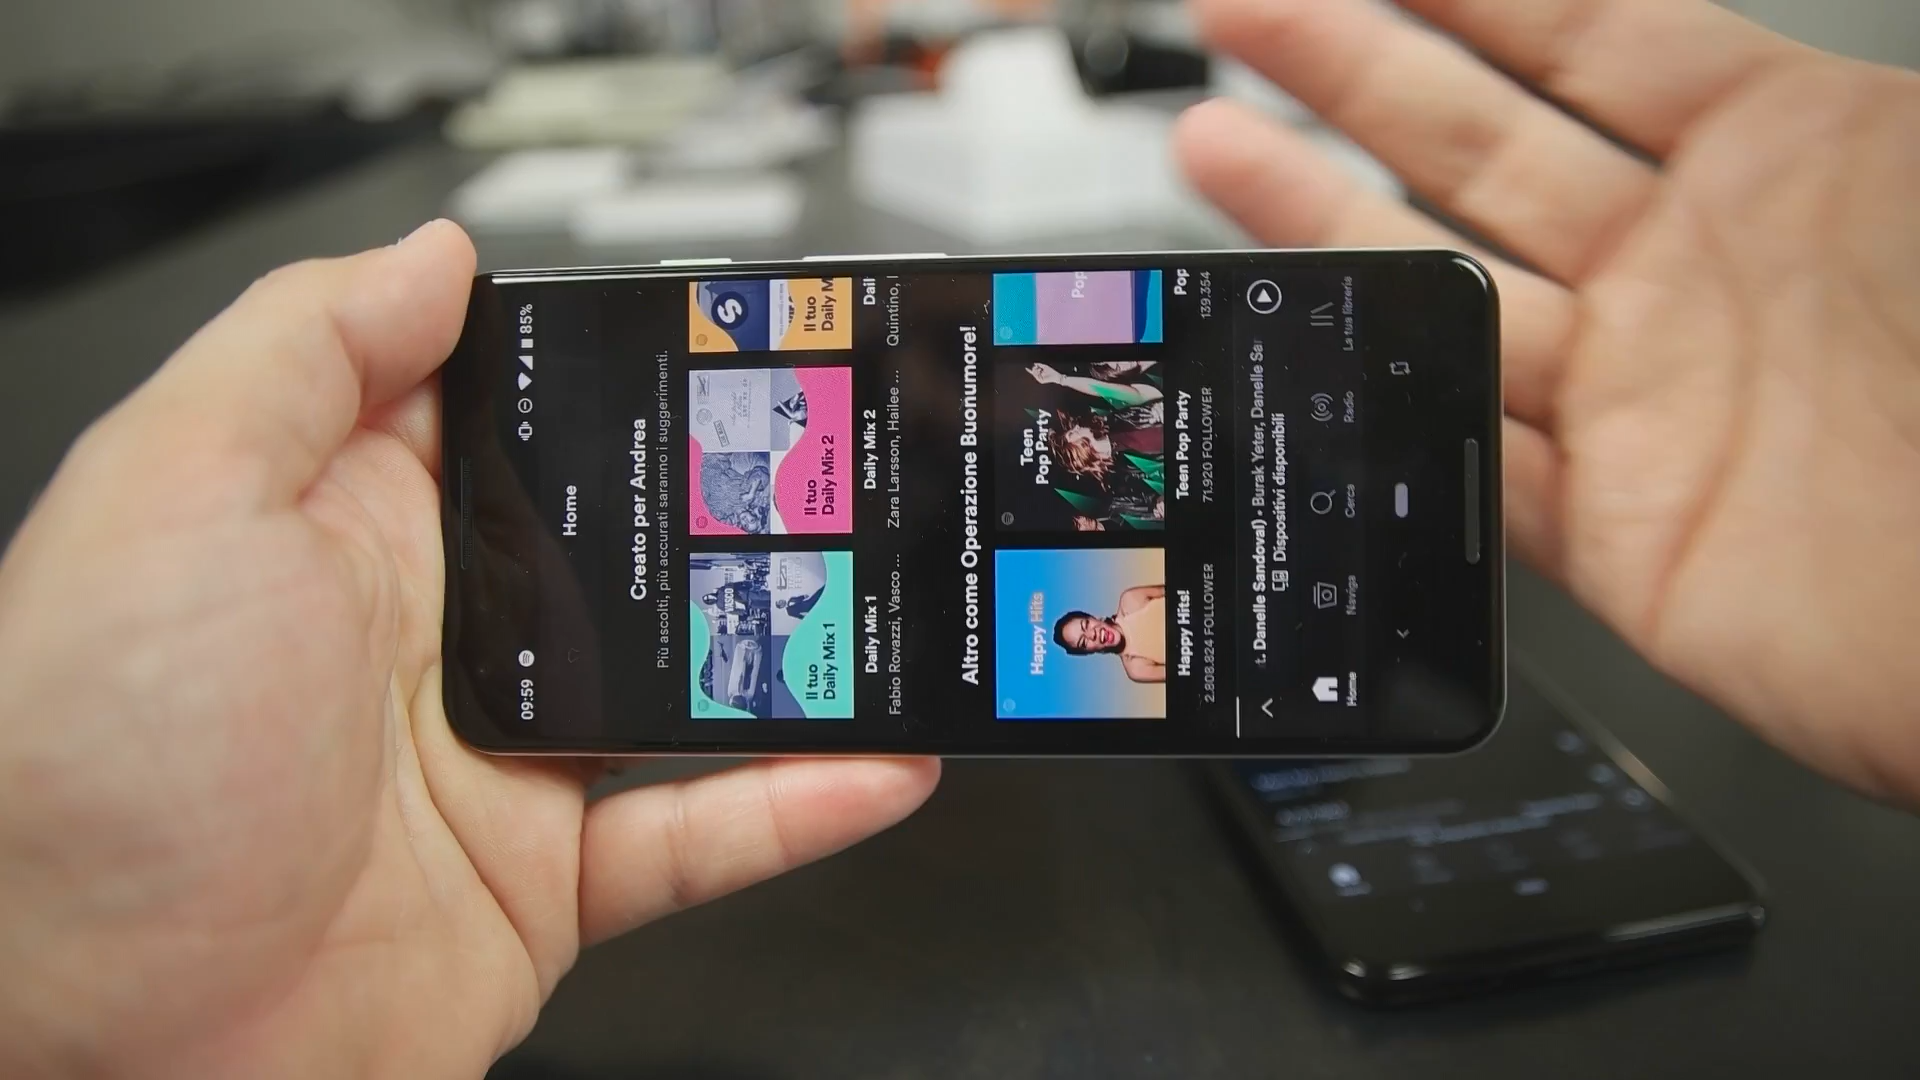 09:59
85%
Home
Creato per Andrea
Più ascolti, più accurati saranno i suggerimenti.
Il tuo
Daily Mix 1
Il tuo
Daily Mix 2
Il tuo
Daily M
Daily Mix 1
Daily Mix 2
Dail
Fabio Rovazzi, Vasco ...
Zara Larsson, Hailee ...
Quintino,
Altro come Operazione Buonumore!
Happy Hits
Teen
Pop Party
Pop
Happy Hits!
Teen Pop Party
Pop
2.808.824 FOLLOWER
71.920 FOLLOWER
139.354
t. Danelle Sandoval) • Burak Yeter, Danelle Sar
Dispositivi disponibili
Home
Naviga
Cerca
Radio
La tua libreria